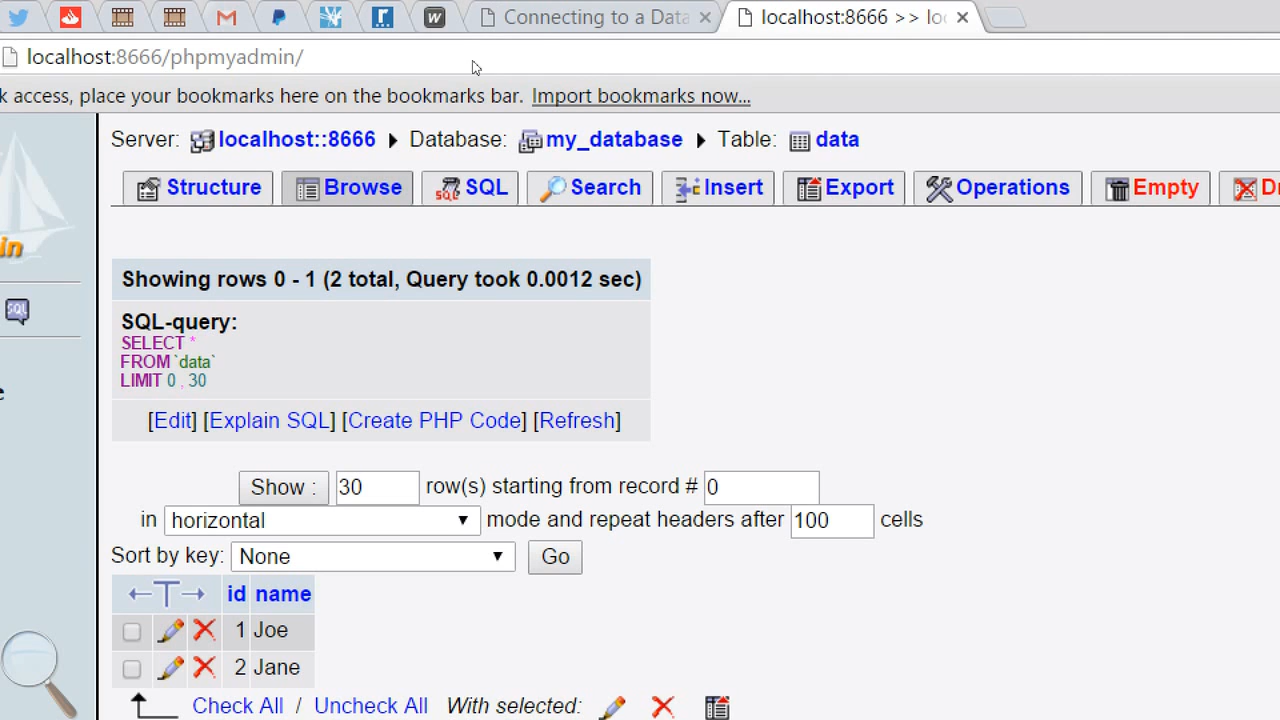 Connecting to a Data
localhost:8666 >> loc
localhost:8666/phpmyadmin/
k access, place your bookmarks here on the bookmarks bar. Import bookmarks now...
Server: localhost::8666 Database: my_database Table: data
Structure Browse SQL Search Insert Export Operations Empty Dr
in
SQL
Showing rows 0 - 1 (2 total, Query took 0.0012 sec)
SQL-query:
SELECT *
FROM `data`
LIMIT 0 , 30
[Edit] [Explain SQL] [Create PHP Code] [Refresh]
Show : 30 row(s) starting from record # 0
in horizontal mode and repeat headers after 100 cells
Sort by key: None Go
←T→ id name
1 Joe
2 Jane
Check All / Uncheck All With selected: